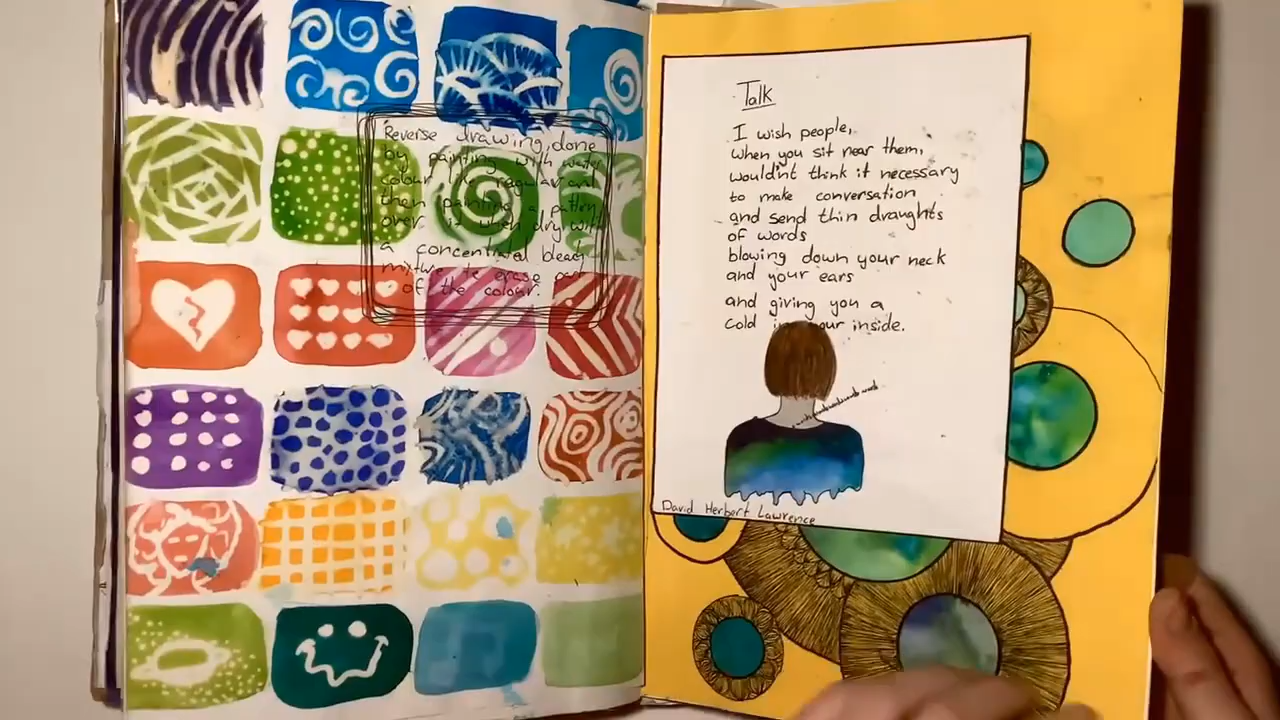 Reverse drawing, done
by painting with water
colour like regular and
then painting a patten
over it when dry with
a concentrated bleach
mixture to erase part
of the colour.
Talk
I wish people,
when you sit near them,
wouldn't think it necessary
to make conversation
and send thin draughts
of words
blowing down your neck
and your ears
and giving you a
cold in your inside.
David Herbert Lawrence